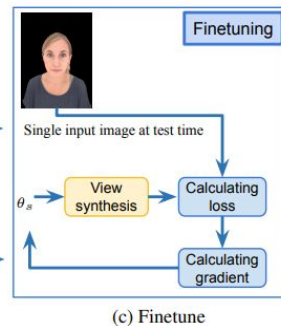 Finetuning
Single input image at test time
θₛ
View
synthesis
Calculating
loss
Calculating
gradient
(c) Finetune